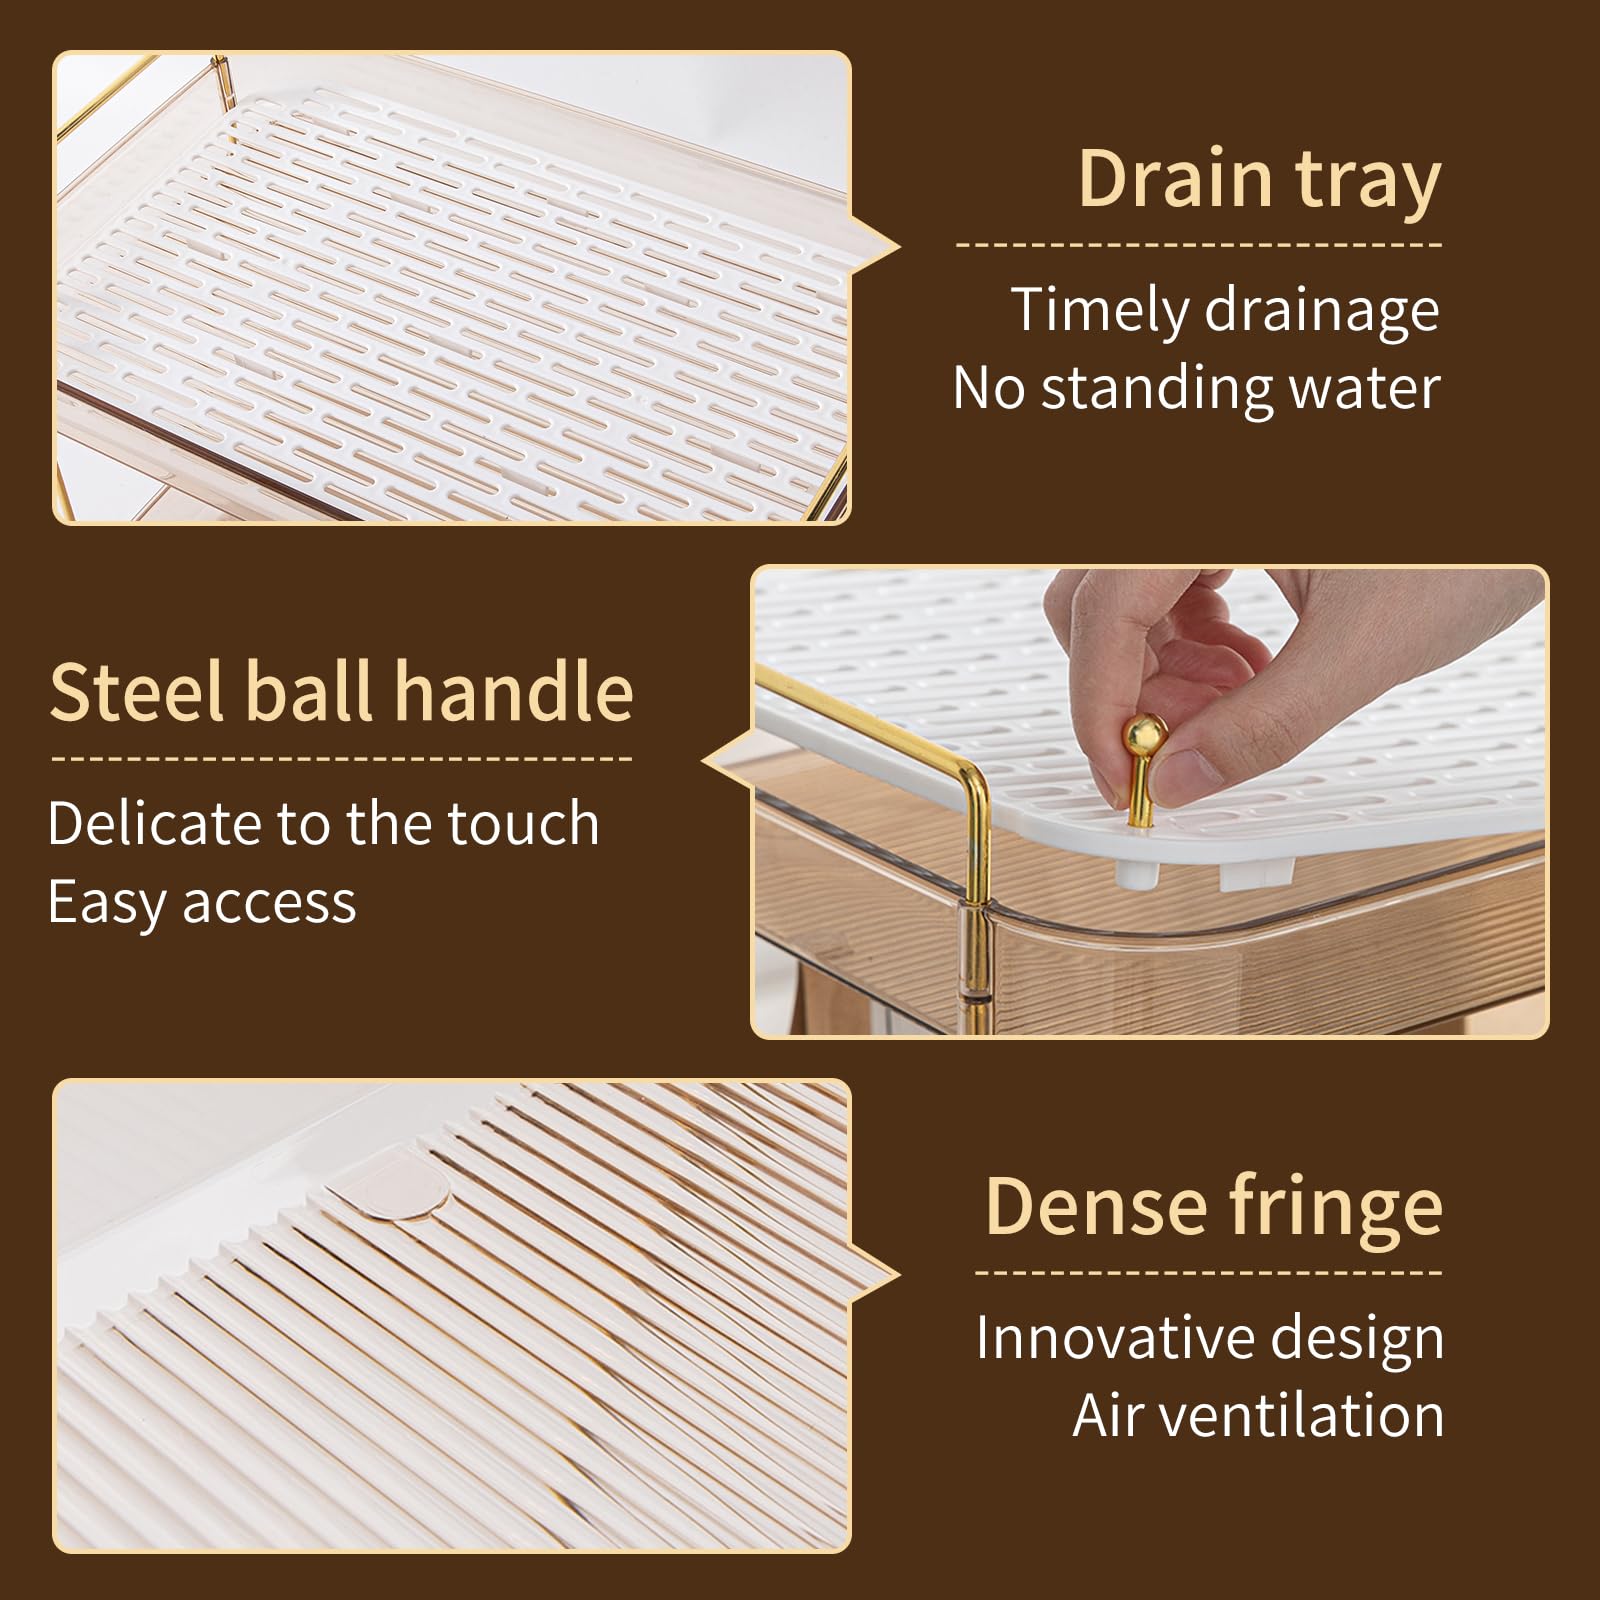 Drain tray
Timely drainage
No standing water
Steel ball handle
Delicate to the touch
Easy access
Dense fringe
Innovative design
Air ventilation